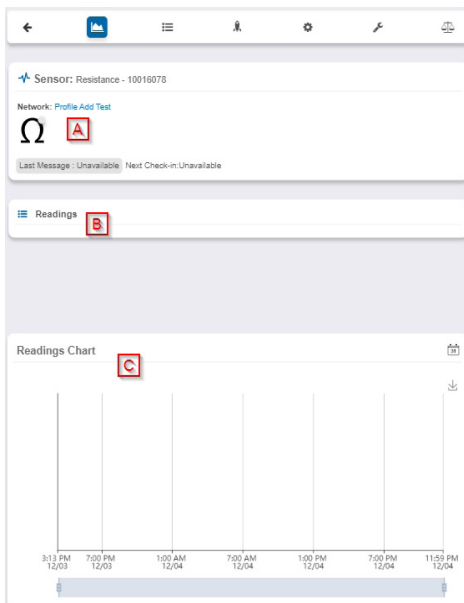 Sensor: Resistance - 10016078
Network: Profile Add Test
Ω
A
Last Message : Unavailable Next Check-in:Unavailable
Readings
B
Readings Chart
31
C
3:13 PM 7:00 PM 1:00 AM 7:00 AM 1:00 PM 7:00 PM 11:59 PM
12/03 12/03 12/04 12/04 12/04 12/04 12/04